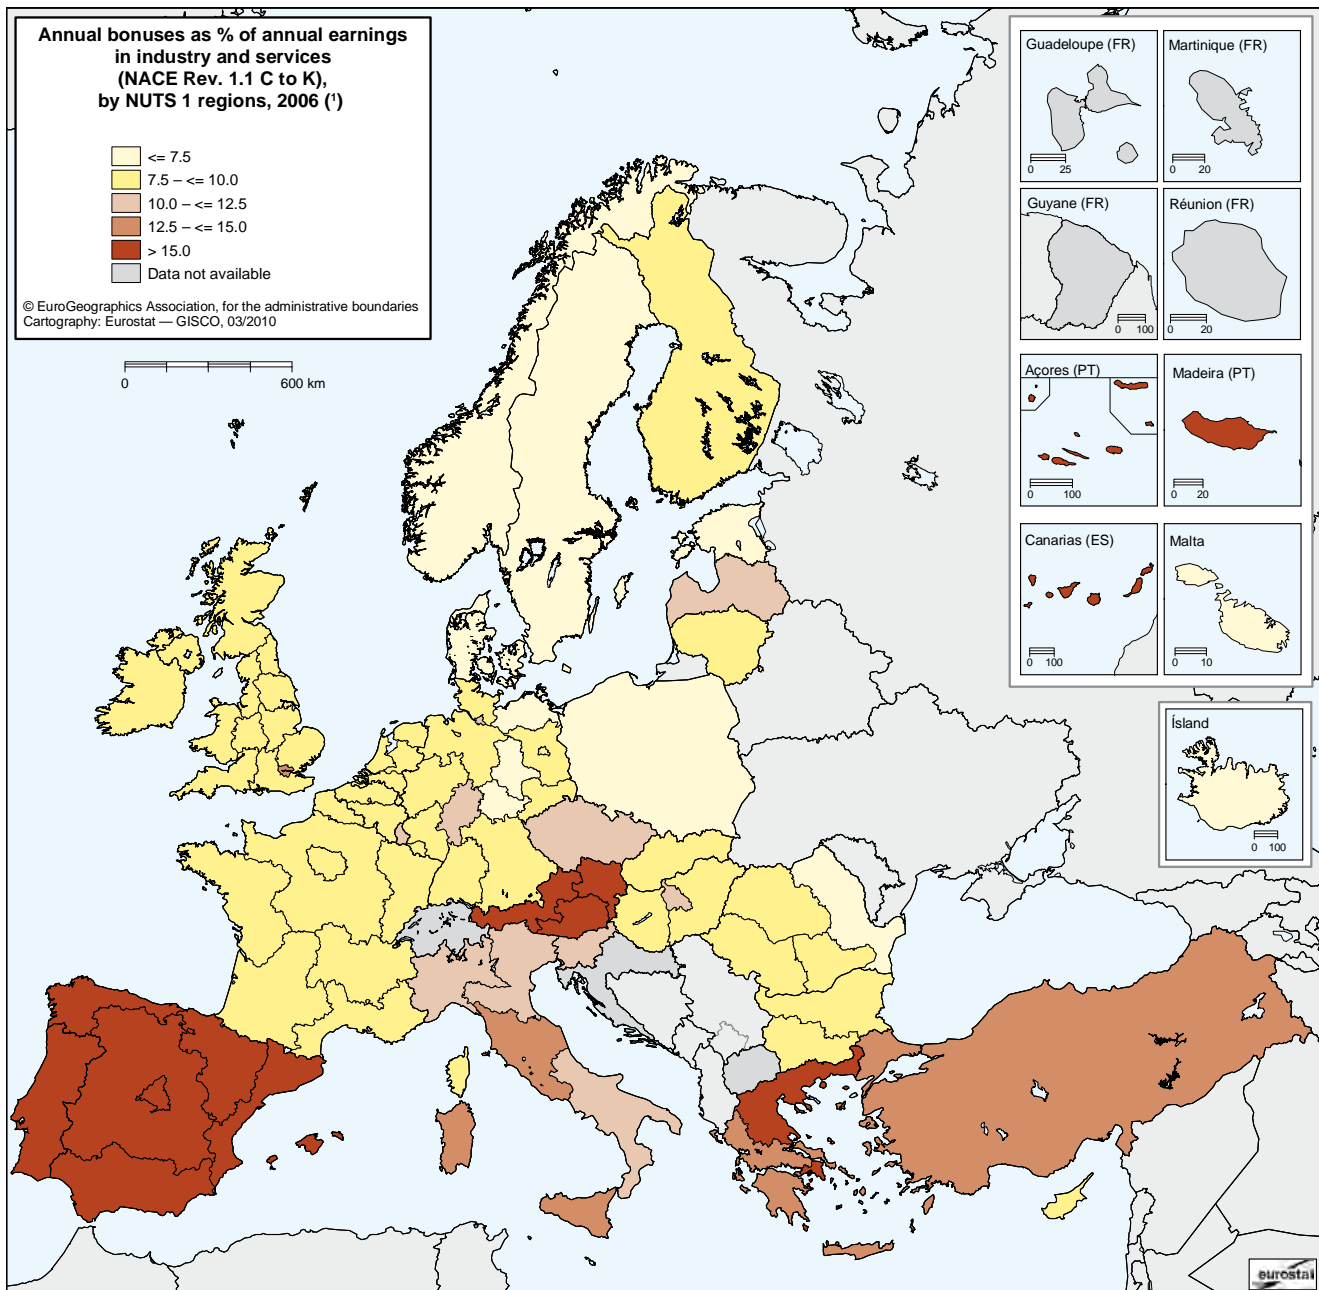 Annual bonuses as % of annual earnings
in industry and services
(NACE Rev. 1.1 C to K),
by NUTS 1 regions, 2006 (¹)
<= 7.5
7.5 – <= 10.0
10.0 – <= 12.5
12.5 – <= 15.0
> 15.0
Data not available
© EuroGeographics Association, for the administrative boundaries
Cartography: Eurostat — GISCO, 03/2010
0 600 km
Guadeloupe (FR)
0 25
Martinique (FR)
0 20
Guyane (FR)
0 100
Réunion (FR)
0 20
Açores (PT)
0 100
Madeira (PT)
0 20
Canarias (ES)
0 100
Malta
0 10
Ísland
0 100
eurostat